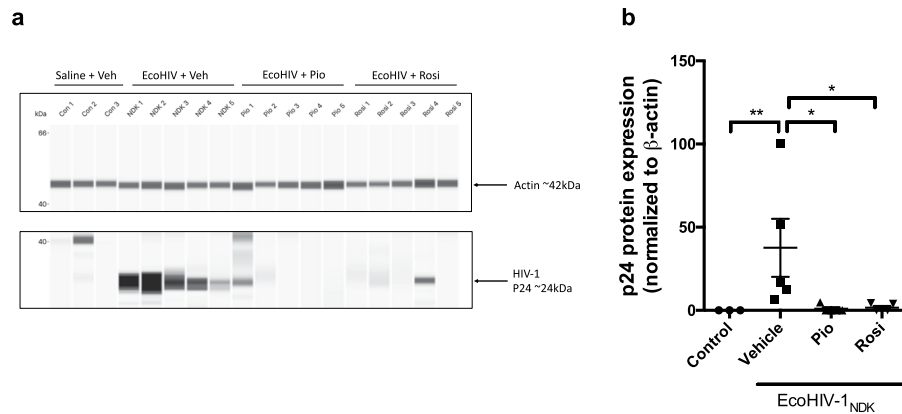 a
Saline + Veh EcoHIV + Veh EcoHIV + Pio EcoHIV + Rosi
kDa Con 1 Con 2 Con 3 NDK 1 NDK 2 NDK 3 NDK 4 NDK 5 Pio 1 Pio 2 Pio 3 Pio 4 Pio 5 Rosi 1 Rosi 2 Rosi 3 Rosi 4 Rosi 5
66-
Actin ~42kDa
40-
40-
HIV-1
P24 ~24kDa
b
p24 protein expression
(normalized to β-actin)
150
100
50
0
** * *
Control Vehicle Pio Rosi
EcoHIV-1NDK